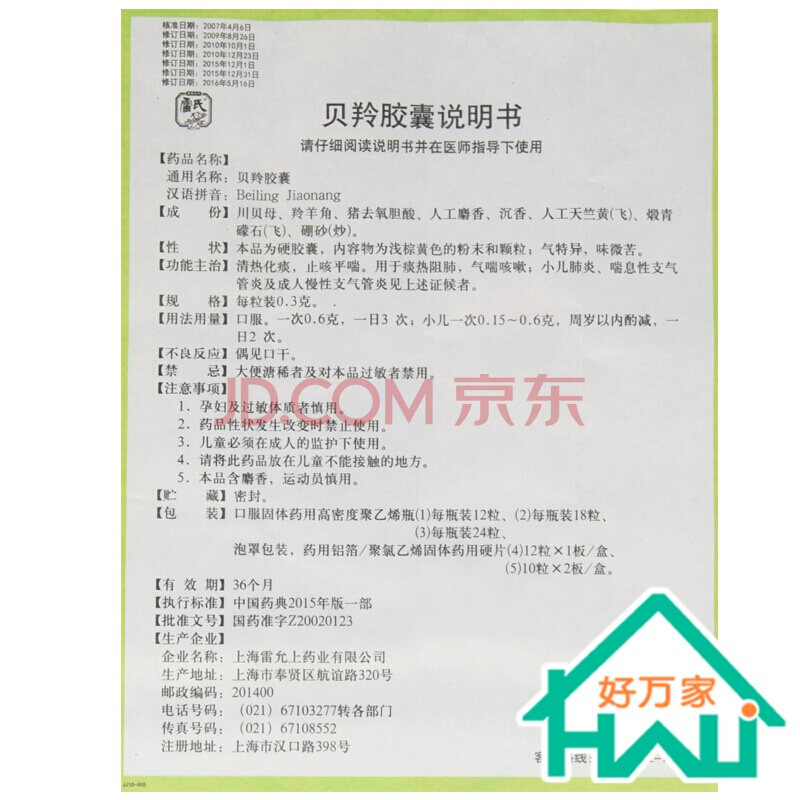 核准日期：2007年4月6日
修订日期：2009年8月26日
修订日期：2010年10月1日
修订日期：2010年12月23日
修订日期：2015年12月1日
修订日期：2015年12月31日
修订日期：2016年5月16日
雷氏
贝羚胶囊说明书
请仔细阅读说明书并在医师指导下使用
【药品名称】
通用名称：贝羚胶囊
汉语拼音：Beiling Jiaonang
【成　份】川贝母、羚羊角、猪去氧胆酸、人工麝香、沉香、人工天竺黄(飞)、煅青
礞石(飞)、硼砂(炒)。
【性　状】本品为硬胶囊，内容物为浅棕黄色的粉末和颗粒；气特异，味微苦。
【功能主治】清热化痰，止咳平喘。用于痰热阻肺，气喘咳嗽；小儿肺炎、喘息性支气
管炎及成人慢性支气管炎见上述证候者。
【规　格】每粒装0.3克。
【用法用量】口服。一次0.6克，一日3 次；小儿一次0.15～0.6克，周岁以内酌减，一
日2 次。
【不良反应】偶见口干。
【禁　忌】大便溏稀者及对本品过敏者禁用。
【注意事项】
JD.COM 京东
1．孕妇及过敏体质者慎用。
2．药品性状发生改变时禁止使用。
3．儿童必须在成人的监护下使用。
4．请将此药品放在儿童不能接触的地方。
5．本品含麝香，运动员慎用。
【贮　藏】密封。
【包　装】口服固体药用高密度聚乙烯瓶(1)每瓶装12粒、(2)每瓶装18粒、
(3)每瓶装24粒、
泡罩包装，药用铝箔/聚氯乙烯固体药用硬片(4)12粒×1板/盒、
(5)10粒×2板/盒。
【有 效 期】36个月
【执行标准】中国药典2015年版一部
【批准文号】国药准字Z20020123
【生产企业】
企业名称：上海雷允上药业有限公司
生产地址：上海市奉贤区航谊路320号
邮政编码：201400
电话号码：（021）67103277转各部门
传真号码：（021）67108552
注册地址：上海市汉口路398号
好万家
JJ10-005